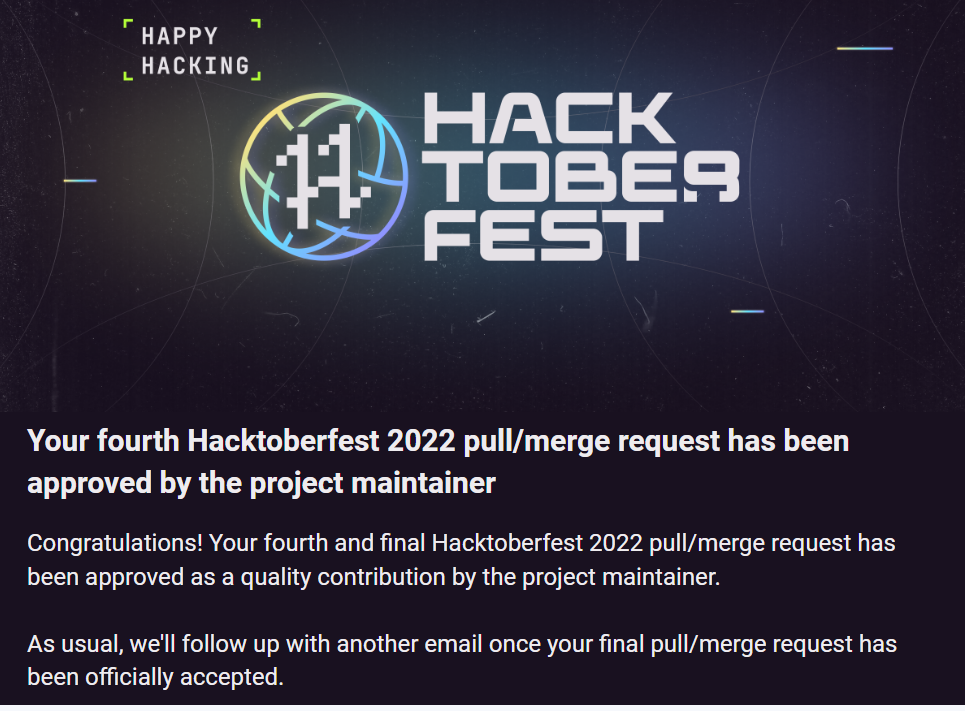 HAPPY
HACKING
HACK
TOBER
FEST
Your fourth Hacktoberfest 2022 pull/merge request has been
approved by the project maintainer
Congratulations! Your fourth and final Hacktoberfest 2022 pull/merge request has
been approved as a quality contribution by the project maintainer.
As usual, we'll follow up with another email once your final pull/merge request has
been officially accepted.